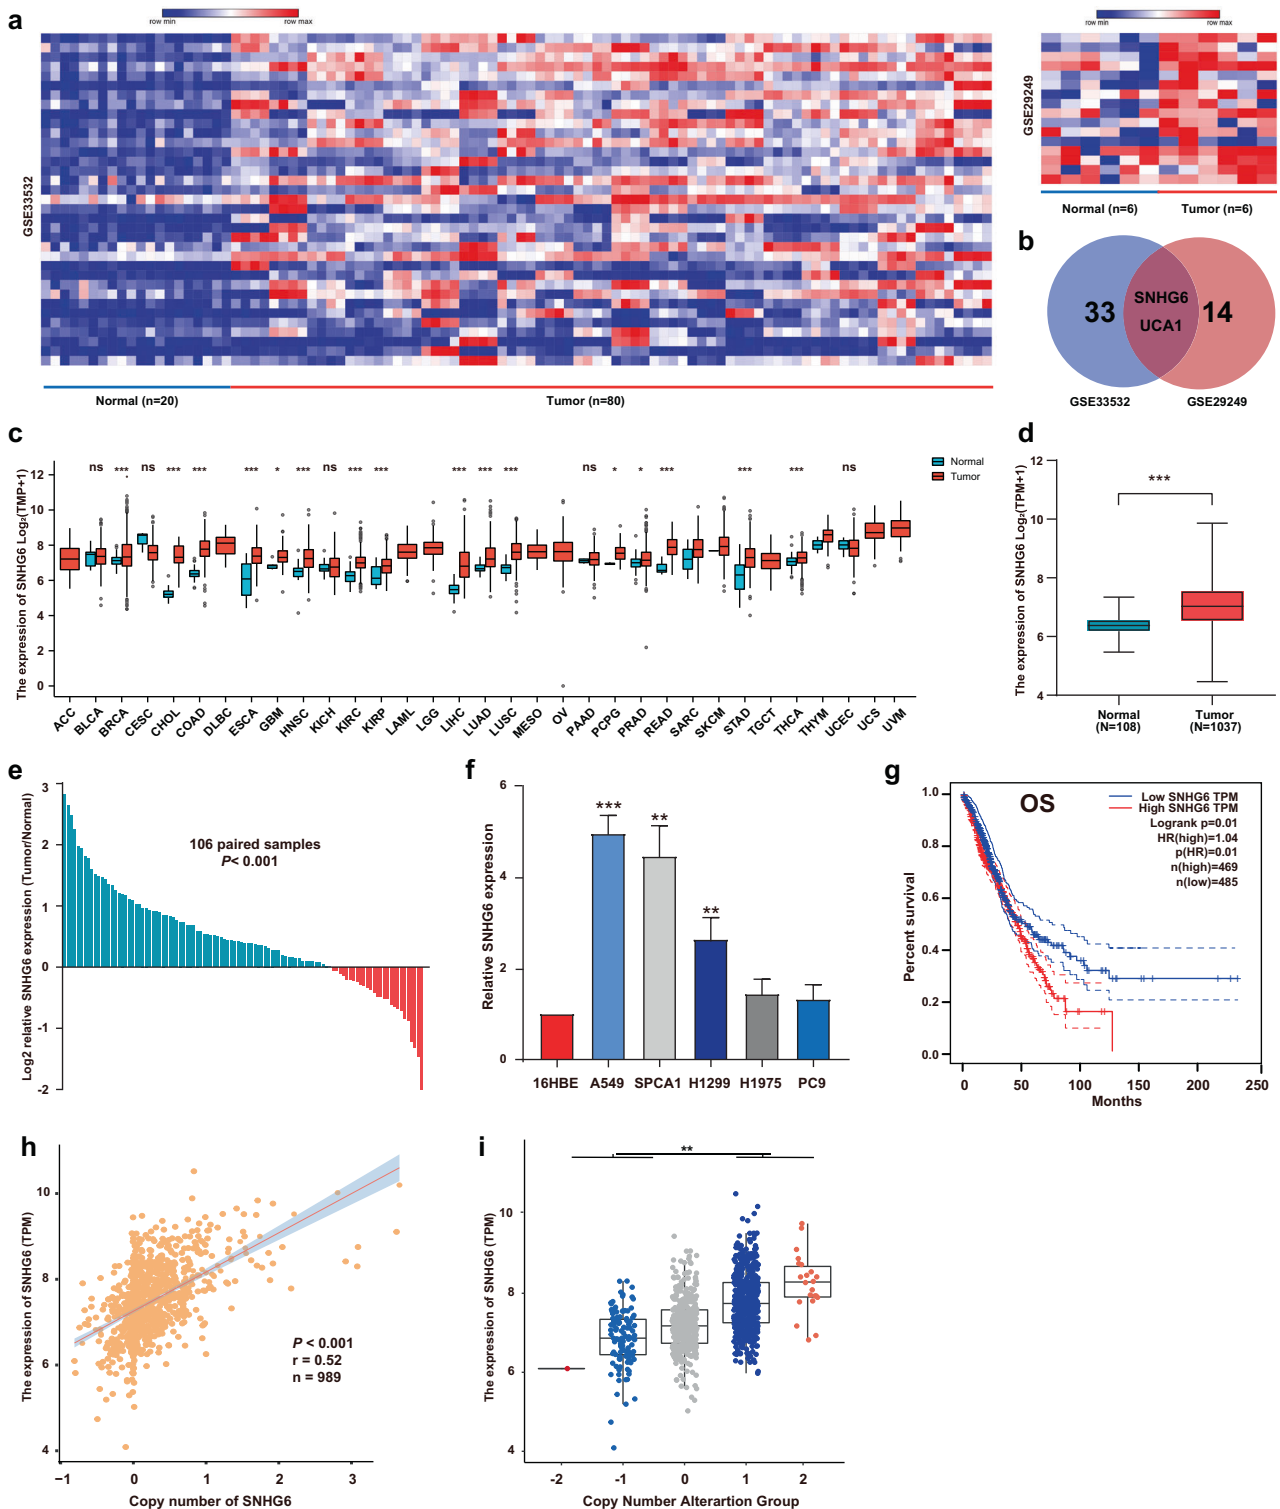 a
row min
row max
GSE33532
Normal (n=20)
Tumor (n=80)
row min
row max
GSE29249
Normal (n=6)
Tumor (n=6)
b
33
SNHG6
UCA1
14
GSE33532
GSE29249
c
The expression of SNHG6 Log₂(TMP+1)
12
10
8
6
4
2
0
ns *** ns *** *** *** * *** ns *** *** *** *** *** ns * * *** *** *** ns
Normal
Tumor
ACC BLCA BRCA CESC CHOL COAD DLBC ESCA GBM HNSC KICH KIRC KIRP LAML LGG LIHC LUAD LUSC MESO OV PAAD PCPG PRAD READ SARC SKCM STAD TGCT THCA THYM UCEC UCS UVM
d
The expression of SNHG6 Log₂(TPM+1)
12
10
8
6
4
***
Normal
(N=108)
Tumor
(N=1037)
e
Log2 relative SNHG6 expression (Tumor/Normal)
3
2
1
0
-1
-2
106 paired samples
P< 0.001
f
Relative SNHG6 expression
6
4
2
0
***
**
**
16HBE A549 SPCA1 H1299 H1975 PC9
g
Percent survival
1.0
0.8
0.6
0.4
0.2
0.0
OS
Low SNHG6 TPM
High SNHG6 TPM
Logrank p=0.01
HR(high)=1.04
p(HR)=0.01
n(high)=469
n(low)=485
0 50 100 150 200 250
Months
h
The expression of SNHG6 (TPM)
10
8
6
4
P < 0.001
r = 0.52
n = 989
−1 0 1 2 3
Copy number of SNHG6
i
The expression of SNHG6 (TPM)
10
8
6
4
**
-2 -1 0 1 2
Copy Number Alterartion Group